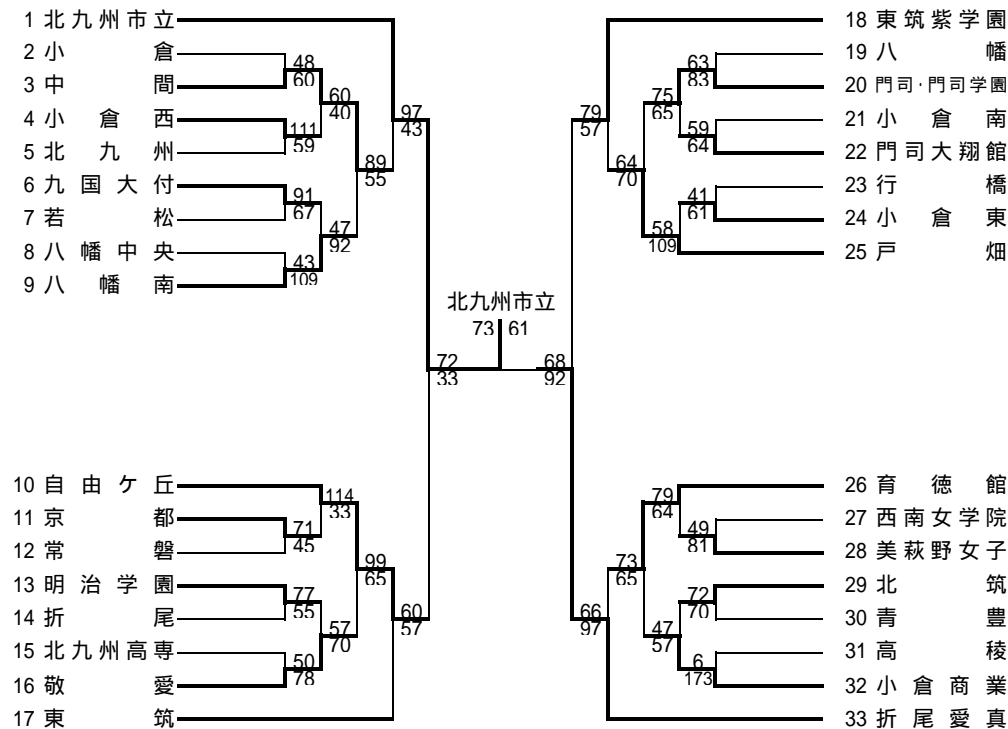 1 北九州市立
2 小倉
3 中間
4 小倉西
5 北九州
6 九国大付
7 若松
8 八幡中央
9 八幡南
48
60
111
59
91
67
43
109
60
40
47
92
89
55
97
43
10 自由ケ丘
11 京都
12 常磐
13 明治学園
14 折尾
15 北九州高専
16 敬愛
17 東筑
71
45
77
55
50
78
114
33
57
70
99
65
60
57
72
33
北九州市立
73 61
68
92
18 東筑紫学園
19 八幡
20 門司・門司学園
21 小倉南
22 門司大翔館
23 行橋
24 小倉東
25 戸畑
63
83
59
64
41
61
75
65
58
109
64
70
79
57
26 育徳館
27 西南女学院
28 美萩野女子
29 北筑
30 青豊
31 高稜
32 小倉商業
33 折尾愛真
49
81
72
70
6
173
79
64
47
57
73
65
66
97